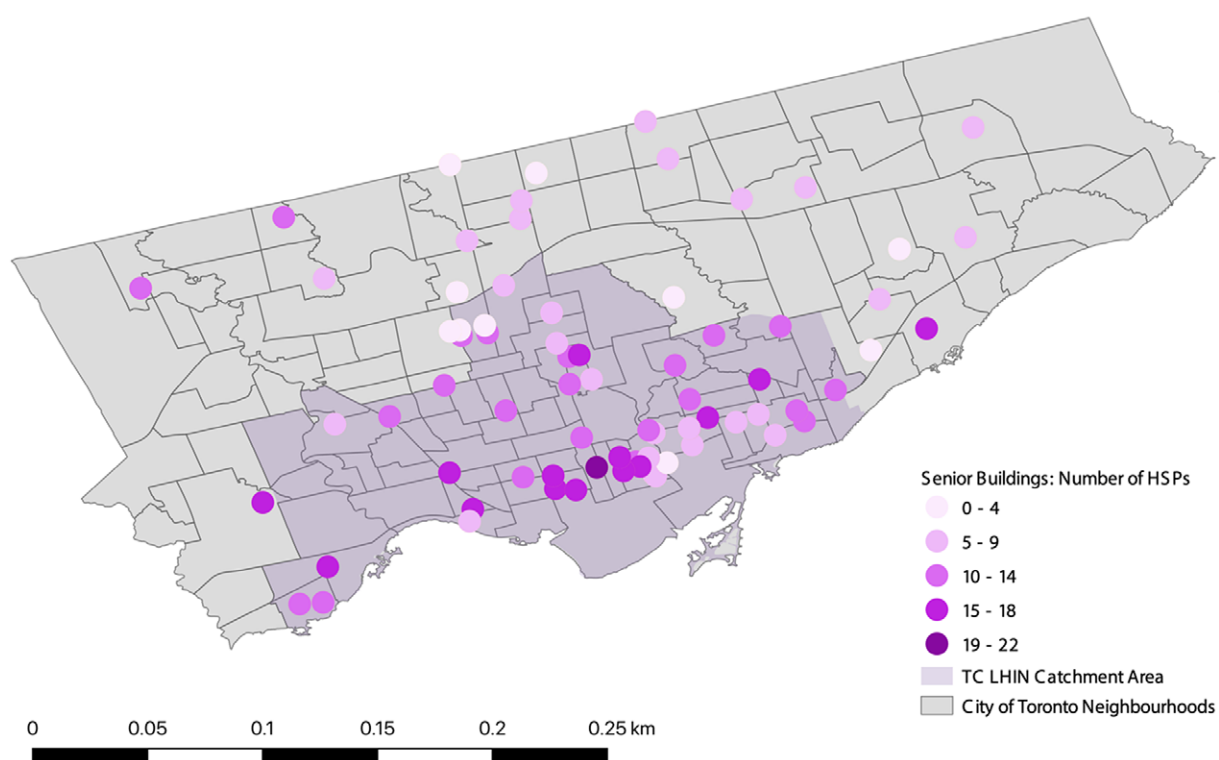 Senior Buildings: Number of HSPs
0 - 4
5 - 9
10 - 14
15 - 18
19 - 22
TC LHIN Catchment Area
City of Toronto Neighbourhoods
0 0.05 0.1 0.15 0.2 0.25 km